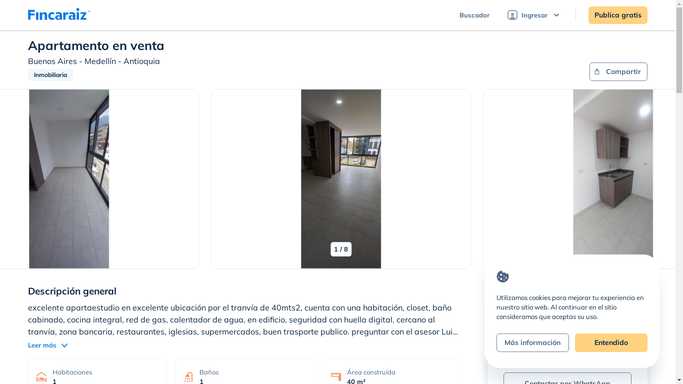 Fincaraíz
Buscador
Ingresar
Publica gratis
Apartamento en venta
Buenos Aires - Medellín - Antioquia
Inmobiliaria
Compartir
1 / 8
Descripción general
excelente apartaestudio en excelente ubicación por el tranvía de 40mts2, cuenta con una habitación, closet, baño
cabinado, cocina integral, red de gas, calentador de agua, en edificio, seguridad con huella digital, cercano al
tranvía, zona bancaria, restaurantes, iglesias, supermercados, buen trasporte publico. preguntar con el asesor Lui...
Leer más
Habitaciones
1
Baños
1
Área construida
40 m²
Utilizamos cookies para mejorar tu experiencia en
nuestro sitio web. Al continuar en el sitio
consideramos que aceptas su uso.
Más información
Entendido
Contactar por WhatsApp